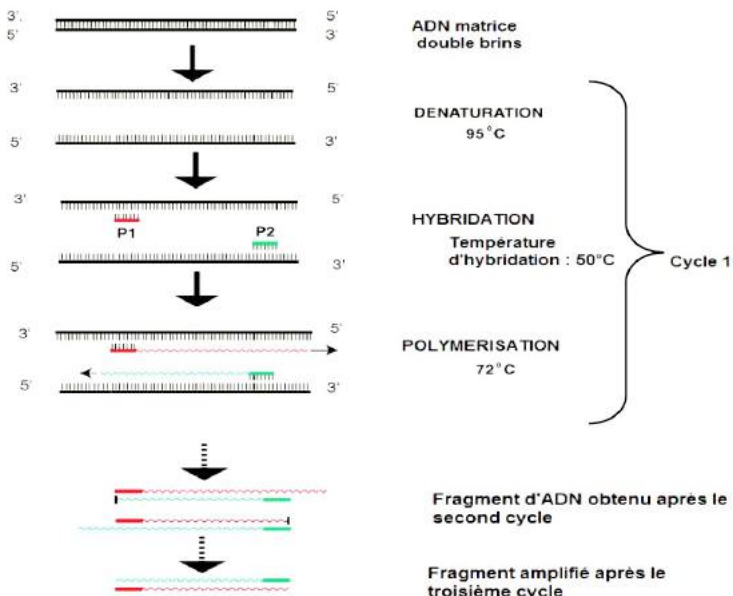 3'. 5'
5' 3'
ADN matrice
double brins
3' 5'
DENATURATION
95°C
5' 3'
3' 5'
P1 P2
HYBRIDATION
Température
d'hybridation : 50°C
Cycle 1
5' 3'
3' 5'
POLYMERISATION
72°C
5' 3'
Fragment d'ADN obtenu après le
second cycle
Fragment amplifié après le
troisième cycle